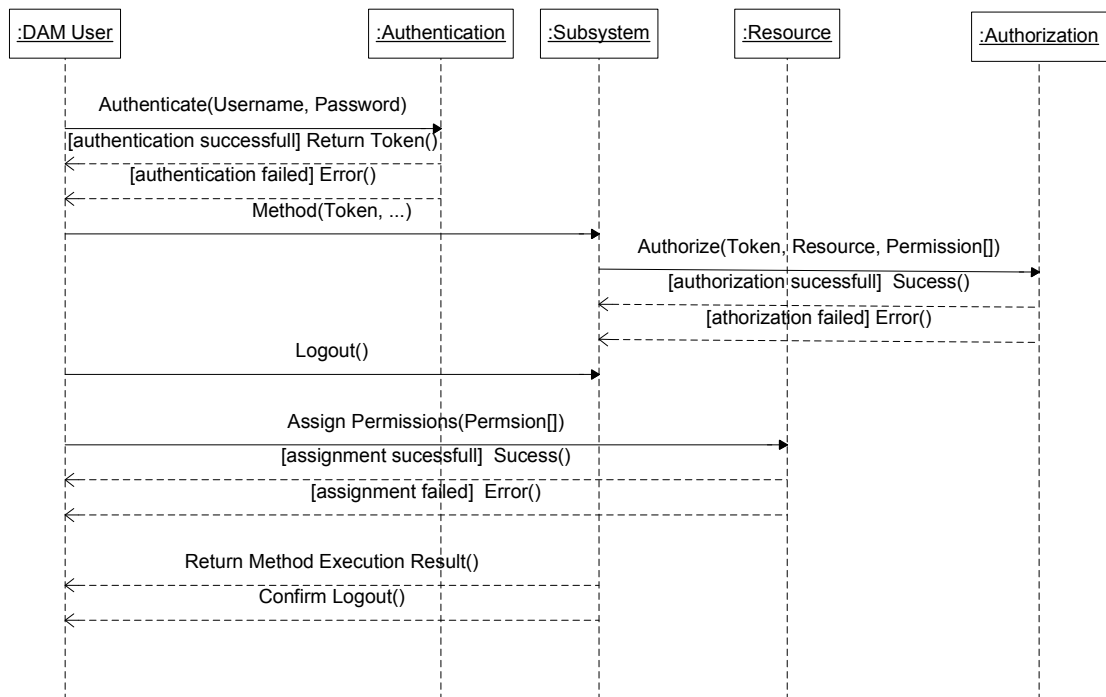 :DAM User
:Authentication
:Subsystem
:Resource
:Authorization
Authenticate(Username, Password)
[authentication successfull] Return Token()
[authentication failed] Error()
Method(Token, ...)
Authorize(Token, Resource, Permission[])
[authorization sucessfull]  Sucess()
[athorization failed] Error()
Logout()
Assign Permissions(Permsion[])
[assignment sucessfull]  Sucess()
[assignment failed]  Error()
Return Method Execution Result()
Confirm Logout()